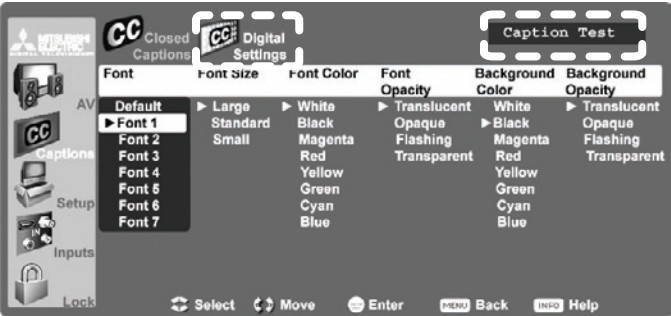 MITSUBISHI
ELECTRIC
CC Closed
Captions
CC Digital
Settings
Caption Test
Font Font Size Font Color Font Opacity Background Color Background Opacity
AV
Default ▶ Large ▶ White ▶ Translucent White ▶ Translucent
▶ Font 1 Standard Black Opaque ▶ Black Opaque
CC
Font 2 Small Magenta Flashing Magenta Flashing
Captions
Font 3 Red Transparent Red Transparent
Font 4 Yellow Yellow
Font 5 Green Green
Setup
Font 6 Cyan Cyan
Font 7 Blue Blue
IN
Inputs
Lock
Select Move Enter MENU Back INFO Help